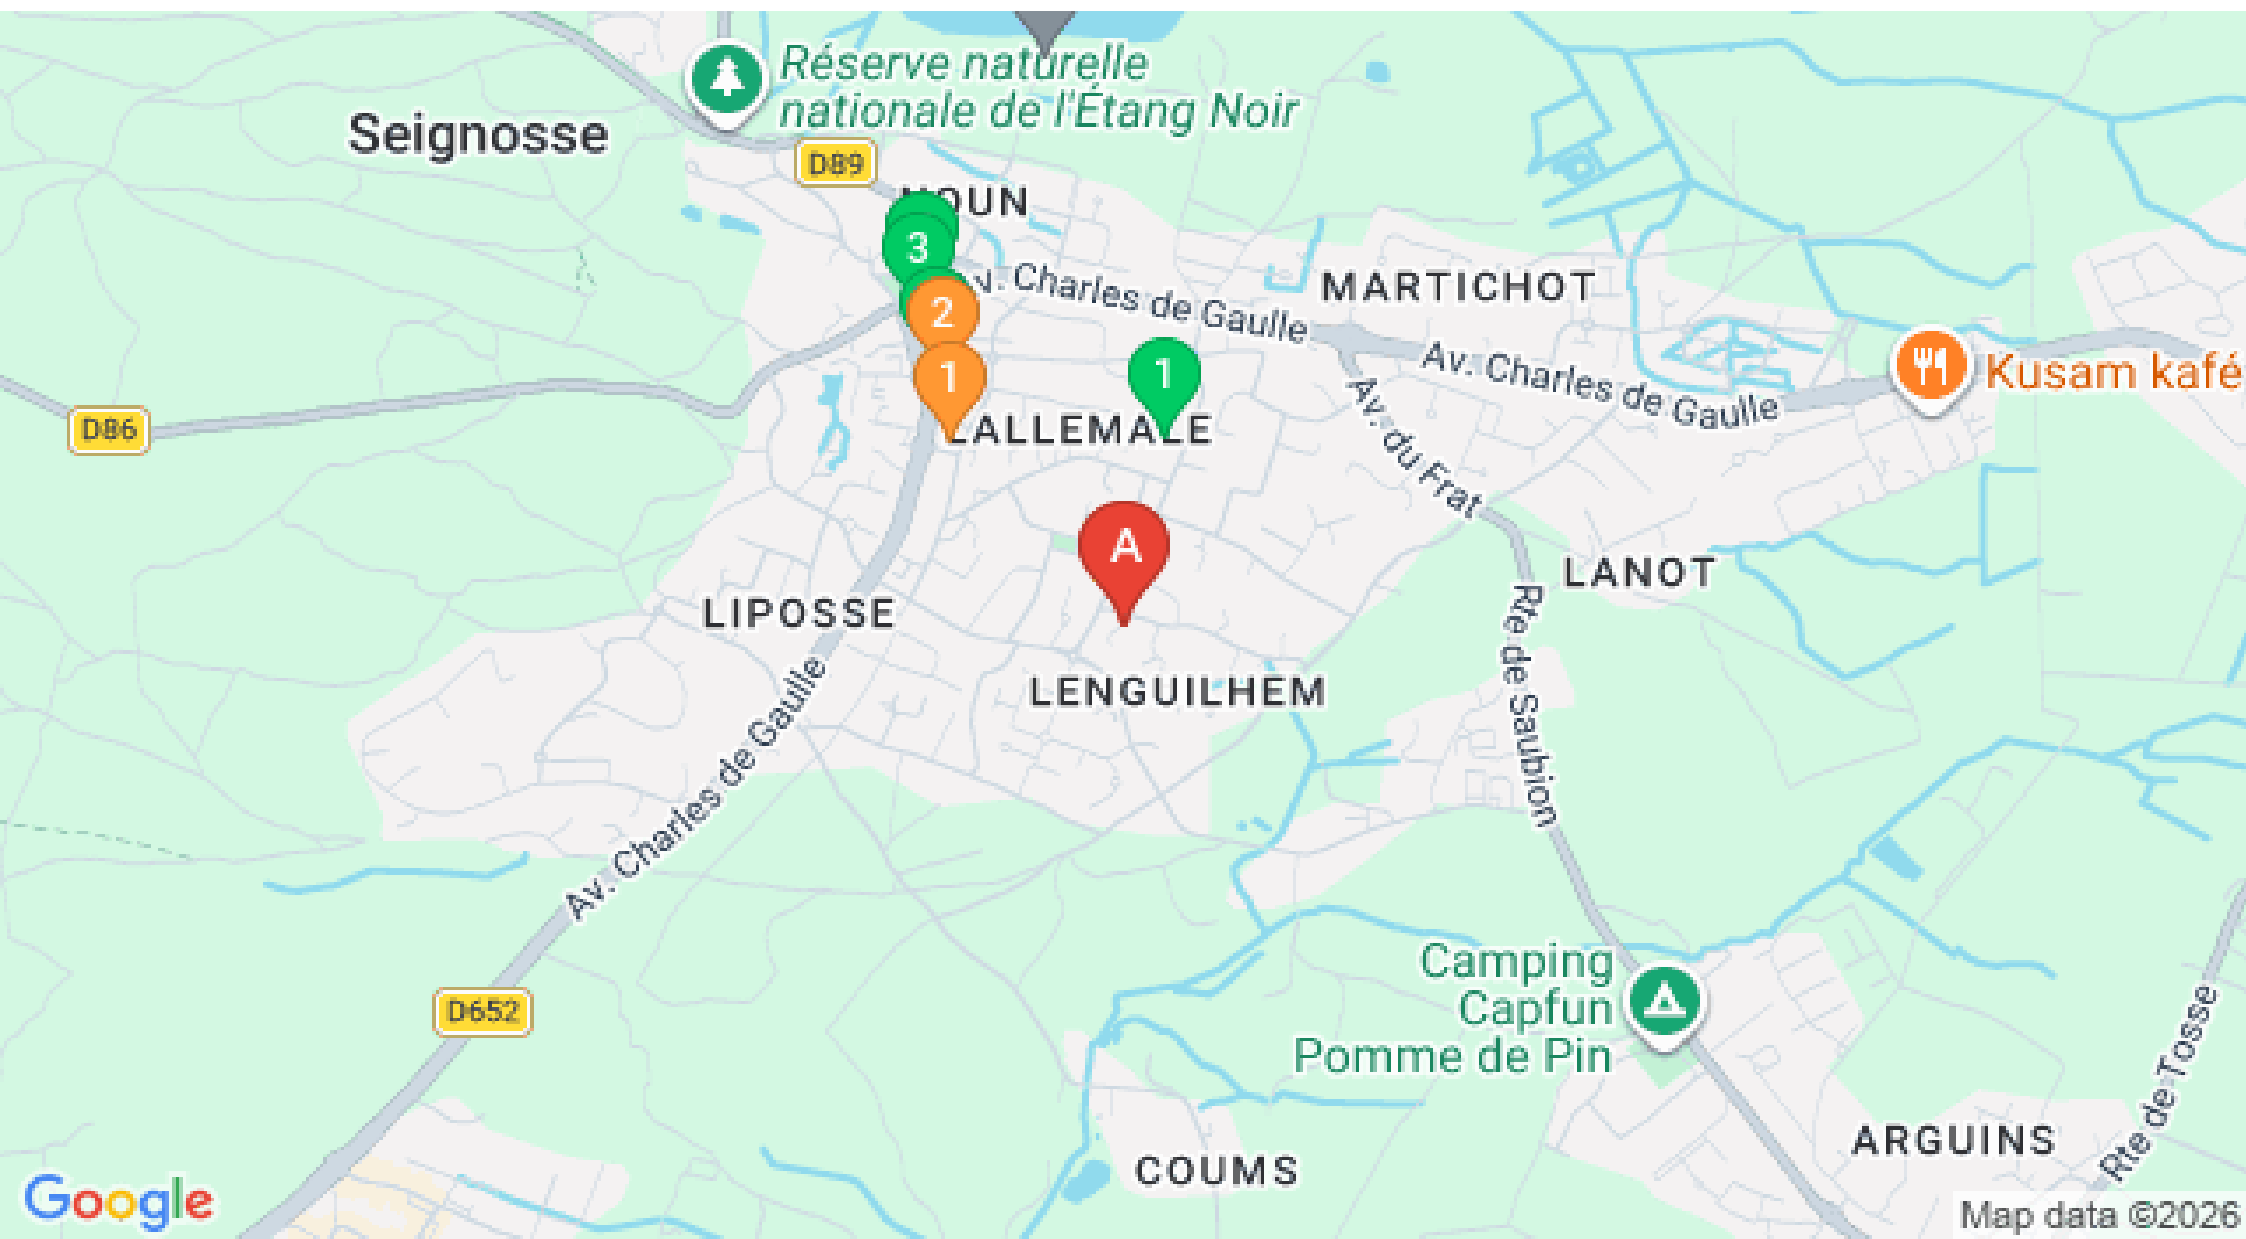 Réserve naturelle
nationale de l'Étang Noir
Seignosse
D89
3
Charles de Gaulle
MARTICHOT
2
1
1
Av. Charles de Gaulle
Kusam kafé
D86
Av. du Frat
A
LANOT
LIPOSSE
Rte de Saubion
LENGUILHEM
Av. Charles de Gaulle
Camping
Capfun
Pomme de Pin
D652
Rte de Tosse
ARGUINS
COUMS
Google
Map data ©2026